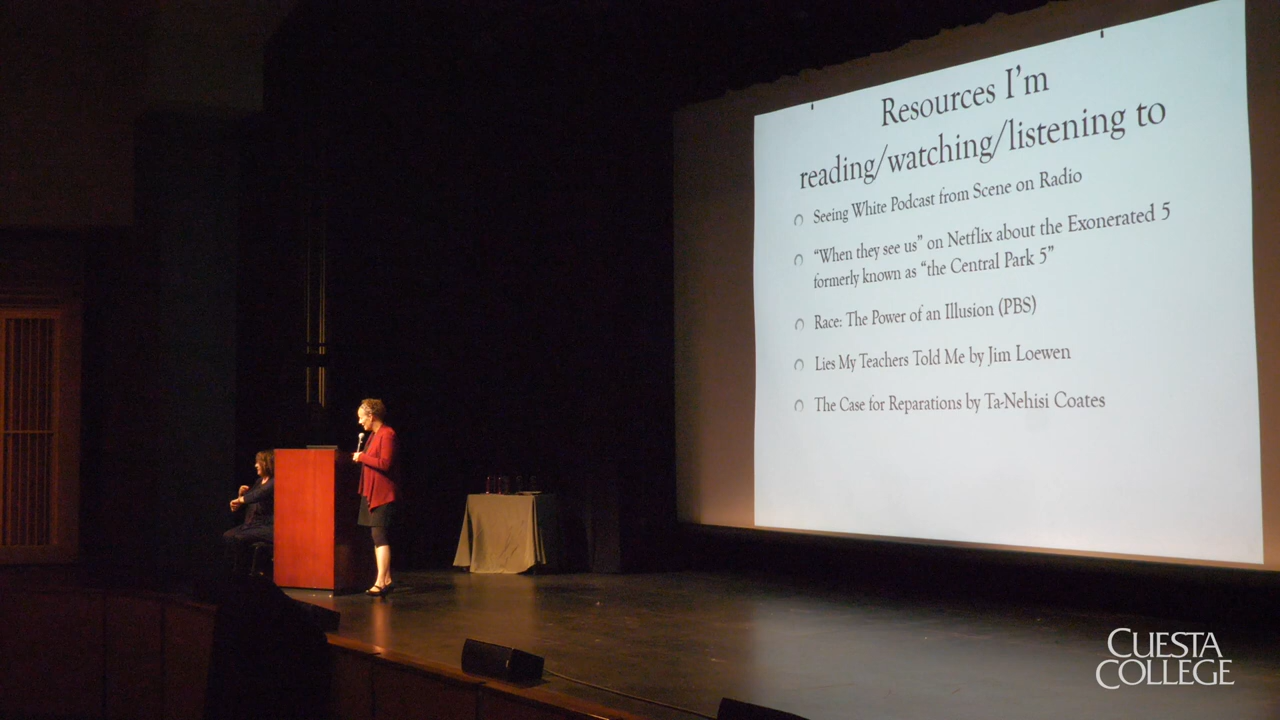 Resources I'm
reading/watching/listening to
Seeing White Podcast from Scene on Radio
"When they see us" on Netflix about the Exonerated 5
formerly known as "the Central Park 5"
Race: The Power of an Illusion (PBS)
Lies My Teachers Told Me by Jim Loewen
The Case for Reparations by Ta-Nehisi Coates
CUESTA
COLLEGE